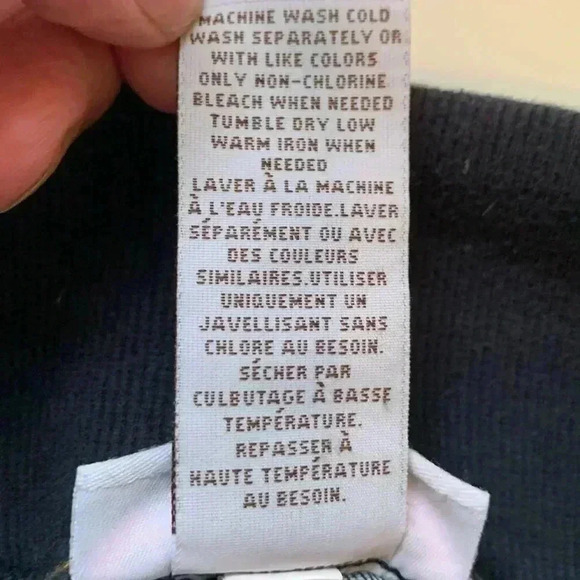 MACHINE WASH COLD
WASH SEPARATELY OR
WITH LIKE COLORS
ONLY NON-CHLORINE
BLEACH WHEN NEEDED
TUMBLE DRY LOW
WARM IRON WHEN
NEEDED
LAVER À LA MACHINE
À L'EAU FROIDE.LAVER
SÉPARÉMENT OU AVEC
DES COULEURS
SIMILAIRES.UTILISER
UNIQUEMENT UN
JAVELLISANT SANS
CHLORE AU BESOIN.
SÉCHER PAR
CULBUTAGE À BASSE
TEMPÉRATURE.
REPASSER À
HAUTE TEMPÉRATURE
AU BESOIN.